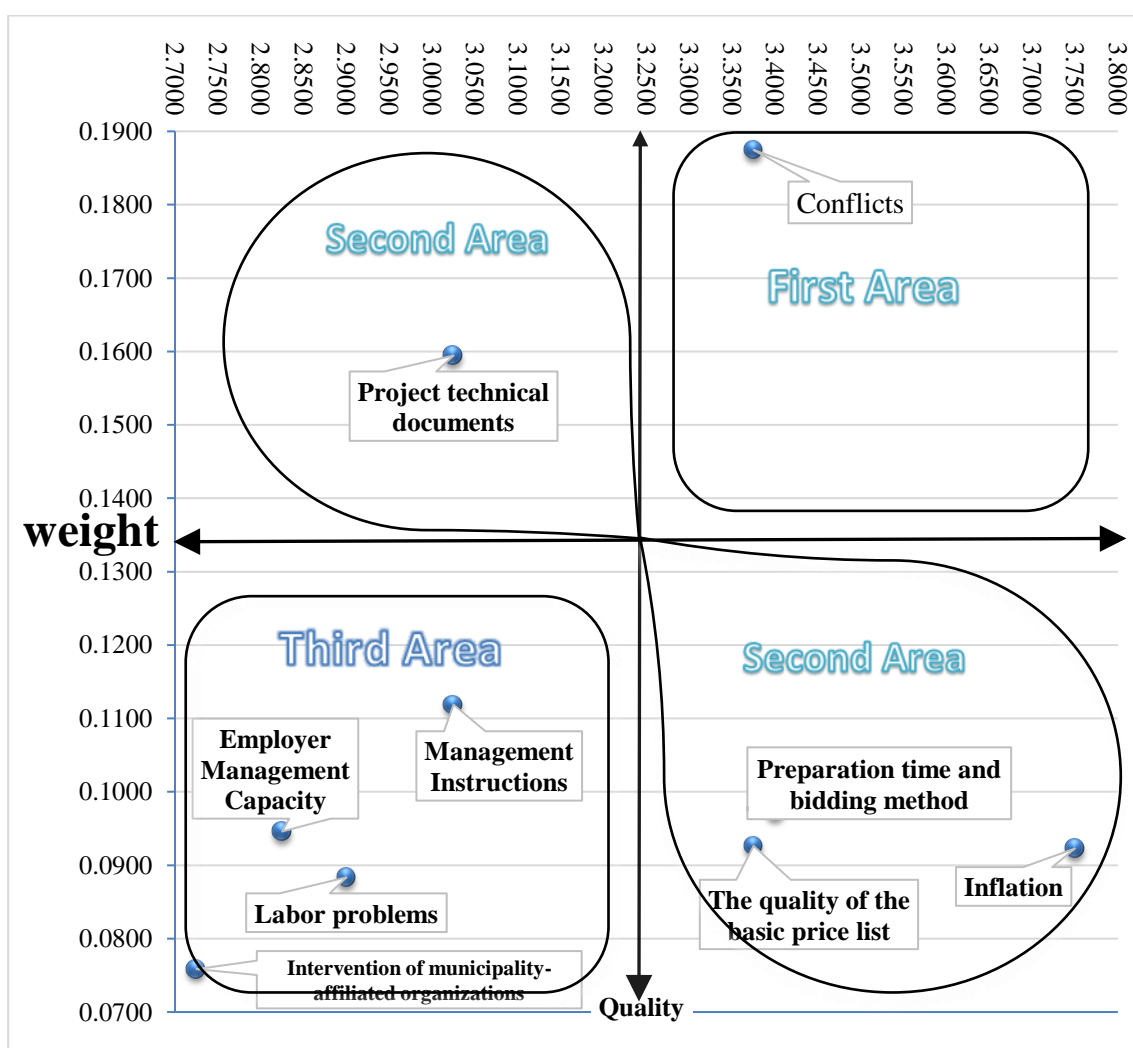 2.7000
2.7500
2.8000
2.8500
2.9000
2.9500
3.0000
3.0500
3.1000
3.1500
3.2000
3.2500
3.3000
3.3500
3.4000
3.4500
3.5000
3.5500
3.6000
3.6500
3.7000
3.7500
3.8000
0.1900
0.1800
0.1700
0.1600
0.1500
0.1400
0.1300
0.1200
0.1100
0.1000
0.0900
0.0800
0.0700
weight
Quality
Conflicts
First Area
Second Area
Project technical
documents
Third Area
Employer
Management
Capacity
Management
Instructions
Labor problems
Intervention of municipality-
affiliated organizations
Second Area
Preparation time and
bidding method
The quality of the
basic price list
Inflation